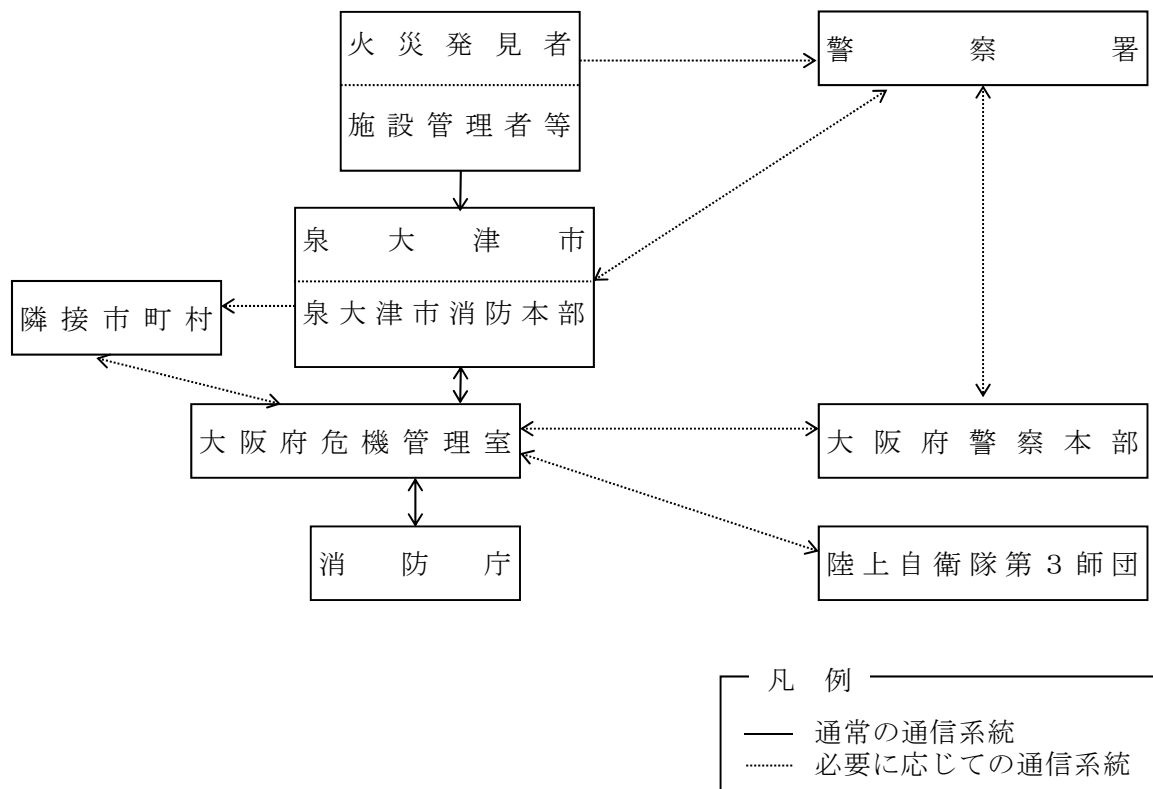 火災発見者
警察署
施設管理者等
泉大津市
泉大津市消防本部
隣接市町村
大阪府危機管理室
大阪府警察本部
消防庁
陸上自衛隊第３師団
凡例
通常の通信系統
必要に応じての通信系統